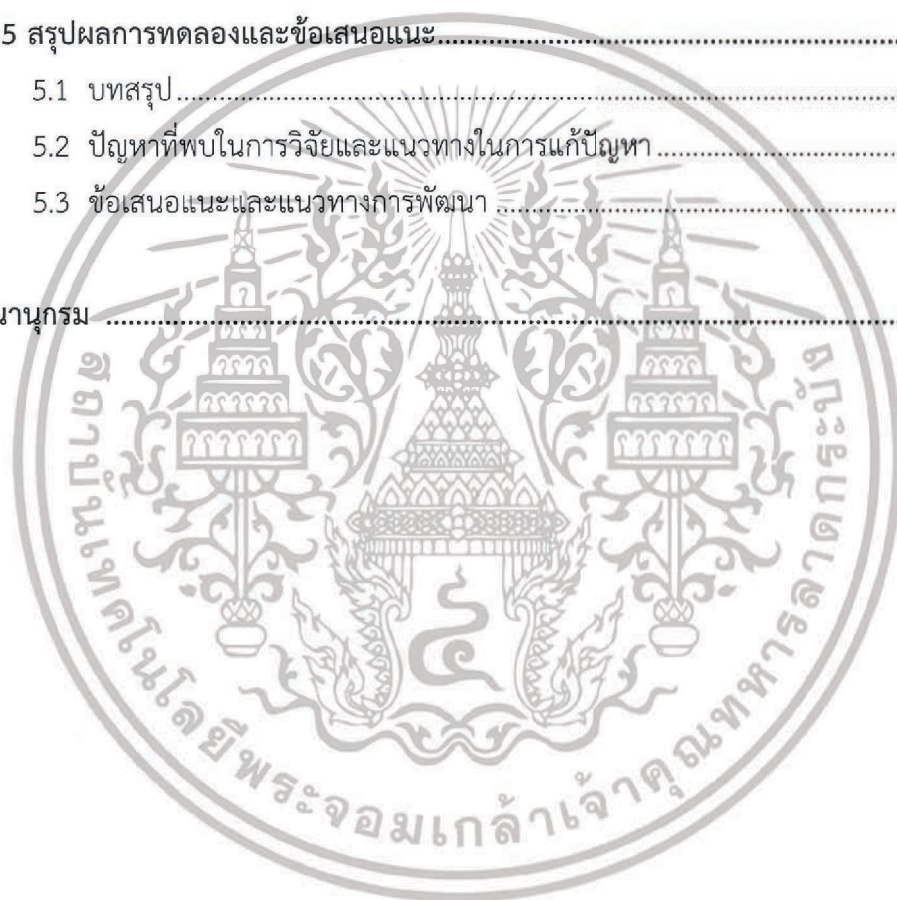 5 สรุปผลการทดลองและข้อเสนอแนะ
5.1 บทสรุป
5.2 ปัญหาที่พบในการวิจัยและแนวทางในการแก้ปัญหา
5.3 ข้อเสนอแนะและแนวทางการพัฒนา
นานุกรม
สถาบันเทคโนโลยีพระจอมเกล้าเจ้าคุณทหารลาดกระบัง
๔